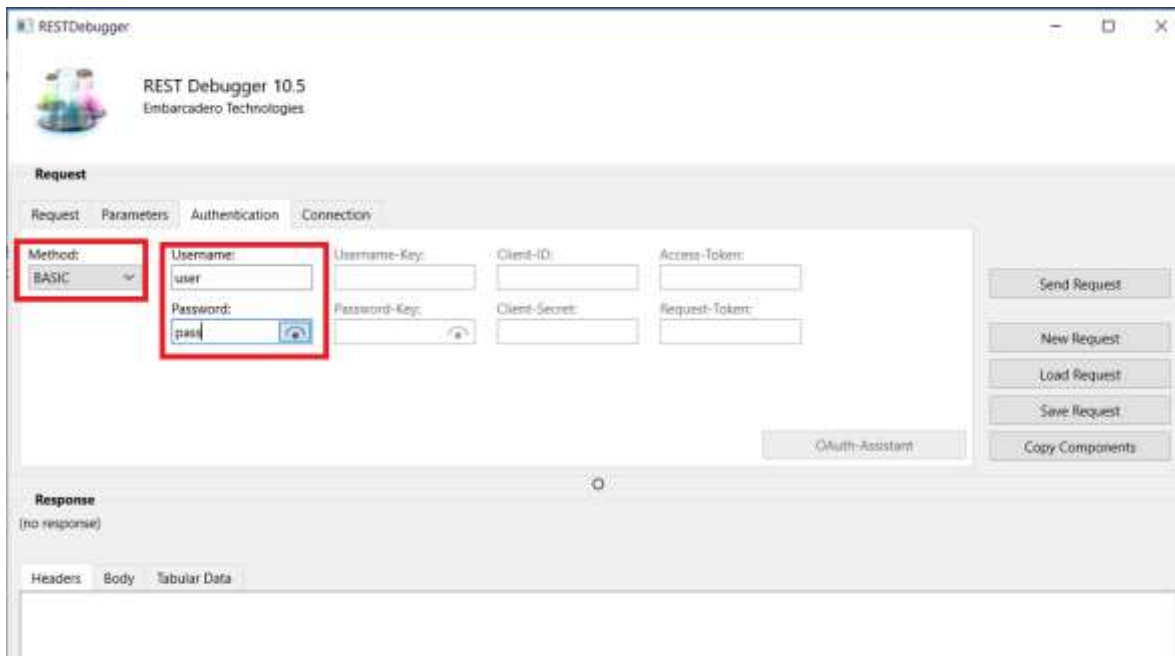 RESTDebugger
REST Debugger 10.5
Embarcadero Technologies
Request
Request Parameters Authentication Connection
Method: Username: Username-Key: Client-ID: Access-Token:
BASIC user
Password: Password-Key: Client-Secret: Request-Token:
pass
Send Request
New Request
Load Request
Save Request
OAuth-Assistant Copy Components
Response
(no response)
Headers Body Tabular Data